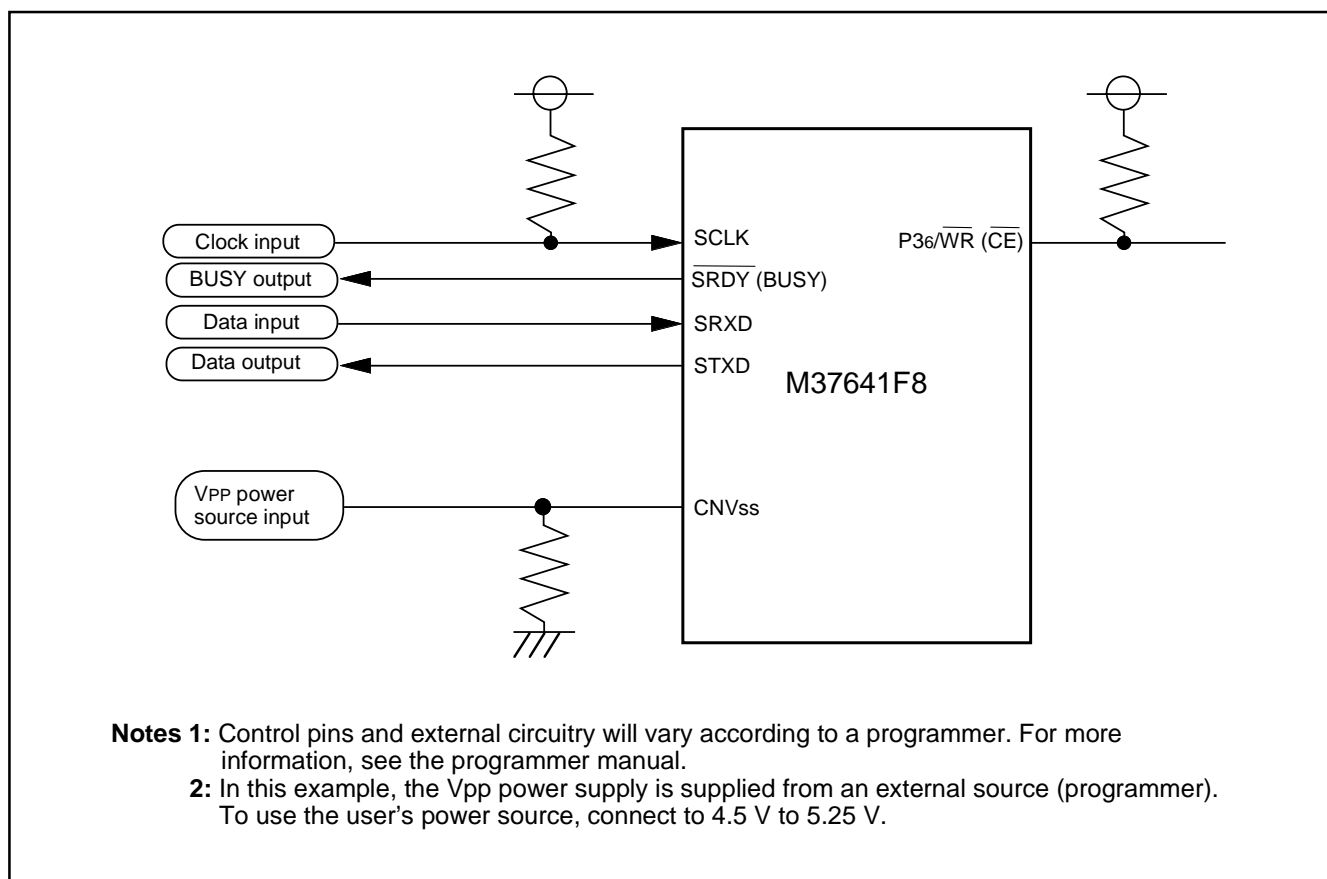 Clock input
BUSY output
Data input
Data output
VPP power
source input
SCLK
SRDY (BUSY)
SRXD
STXD
CNVss
P36/WR (CE)
M37641F8
Notes 1: Control pins and external circuitry will vary according to a programmer. For more
information, see the programmer manual.
2: In this example, the Vpp power supply is supplied from an external source (programmer).
To use the user’s power source, connect to 4.5 V to 5.25 V.